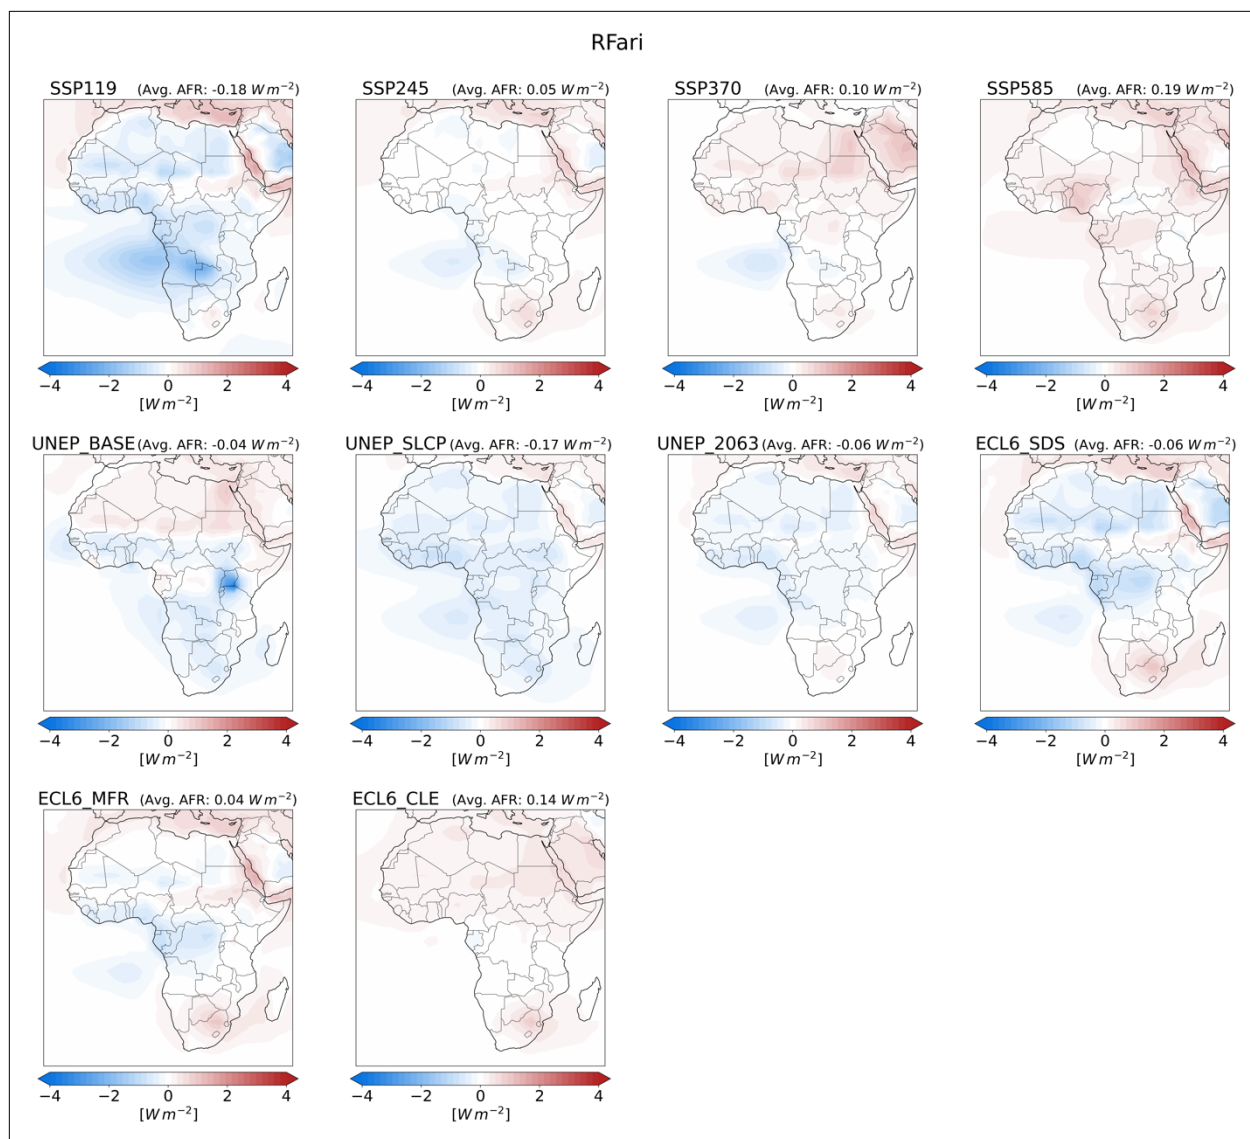 RFari
SSP119 (Avg. AFR: -0.18 W m⁻²) SSP245 (Avg. AFR: 0.05 W m⁻²) SSP370 (Avg. AFR: 0.10 W m⁻²) SSP585 (Avg. AFR: 0.19 W m⁻²)
−4 −2 0 2 4 −4 −2 0 2 4 −4 −2 0 2 4 −4 −2 0 2 4
[W m⁻²] [W m⁻²] [W m⁻²] [W m⁻²]
UNEP_BASE (Avg. AFR: -0.04 W m⁻²) UNEP_SLCP (Avg. AFR: -0.17 W m⁻²) UNEP_2063 (Avg. AFR: -0.06 W m⁻²) ECL6_SDS (Avg. AFR: -0.06 W m⁻²)
−4 −2 0 2 4 −4 −2 0 2 4 −4 −2 0 2 4 −4 −2 0 2 4
[W m⁻²] [W m⁻²] [W m⁻²] [W m⁻²]
ECL6_MFR (Avg. AFR: 0.04 W m⁻²) ECL6_CLE (Avg. AFR: 0.14 W m⁻²)
−4 −2 0 2 4 −4 −2 0 2 4
[W m⁻²] [W m⁻²]